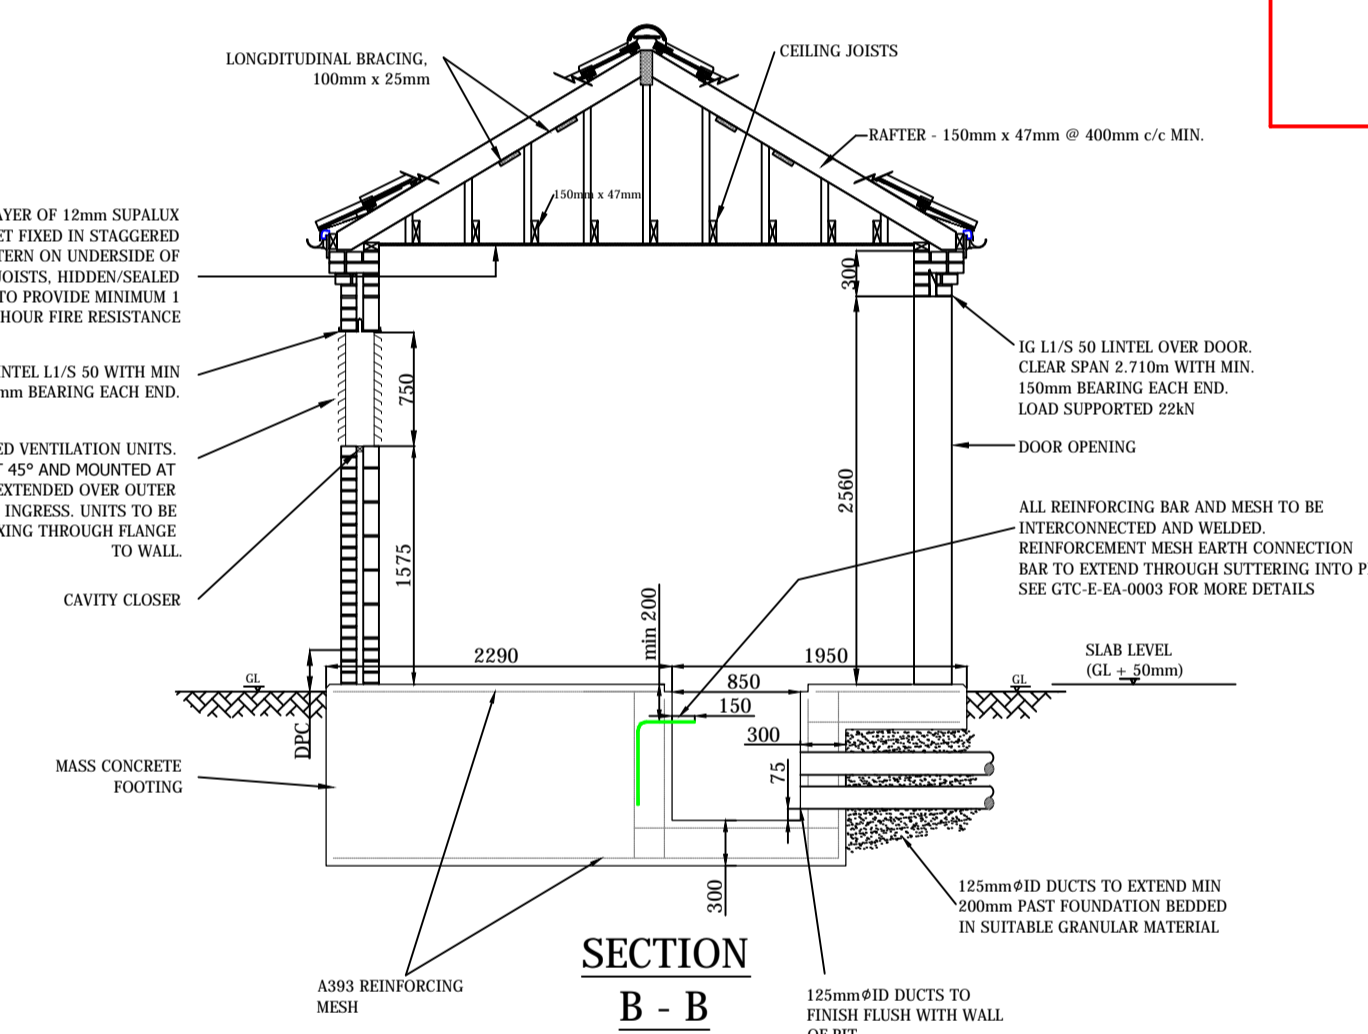 LONGDITUDINAL BRACING,
100mm x 25mm
CEILING JOISTS
RAFTER - 150mm x 47mm @ 400mm c/c MIN.
150mm x 47mm
AYER OF 12mm SUPALUX
ET FIXED IN STAGGERED
TERN ON UNDERSIDE OF
JOISTS, HIDDEN/SEALED
TO PROVIDE MINIMUM 1
HOUR FIRE RESISTANCE
300
IG L1/S 50 LINTEL OVER DOOR.
CLEAR SPAN 2.710m WITH MIN.
150mm BEARING EACH END.
LOAD SUPPORTED 22kN
INTEL L1/S 50 WITH MIN
mm BEARING EACH END.
750
DOOR OPENING
ED VENTILATION UNITS.
T 45° AND MOUNTED AT
EXTENDED OVER OUTER
INGRESS. UNITS TO BE
XING THROUGH FLANGE
TO WALL.
2560
ALL REINFORCING BAR AND MESH TO BE
INTERCONNECTED AND WELDED.
REINFORCEMENT MESH EARTH CONNECTION
BAR TO EXTEND THROUGH SUTTERING INTO P
SEE GTC-E-EA-0003 FOR MORE DETAILS
1575
CAVITY CLOSER
min 200
2290
1950
SLAB LEVEL
(GL + 50mm)
GL
850
GL
150
DPC
300
75
MASS CONCRETE
FOOTING
300
125mmϕID DUCTS TO EXTEND MIN
200mm PAST FOUNDATION BEDDED
IN SUITABLE GRANULAR MATERIAL
SECTION
B - B
A393 REINFORCING
MESH
125mmϕID DUCTS TO
FINISH FLUSH WITH WALL
OF PIT